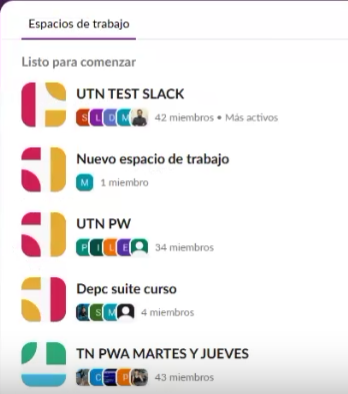 Espacios de trabajo
Listo para comenzar
UTN TEST SLACK
S L D M 42 miembros • Más activos
Nuevo espacio de trabajo
M 1 miembro
UTN PW
P I L E 34 miembros
Depc suite curso
S M 4 miembros
TN PWA MARTES Y JUEVES
C P 43 miembros